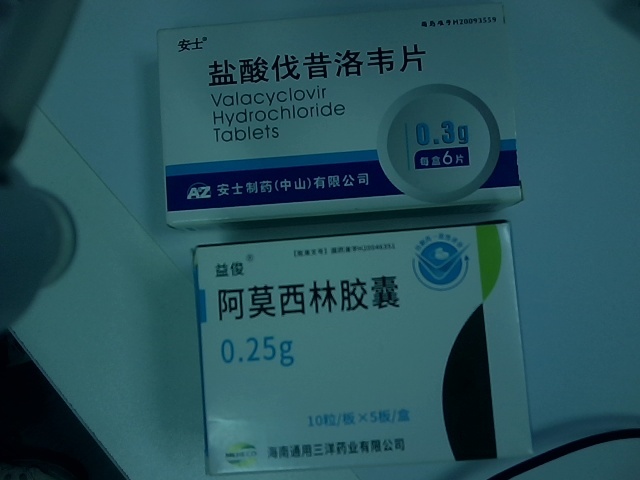 安士®
盐酸伐昔洛韦片
Valacyclovir
Hydrochloride
Tablets
0.3g
每盒6片
AZ 安士制药(中山)有限公司
益俊®
阿莫西林胶囊
0.25g
10粒/板×5板/盒
海南通用三洋药业有限公司